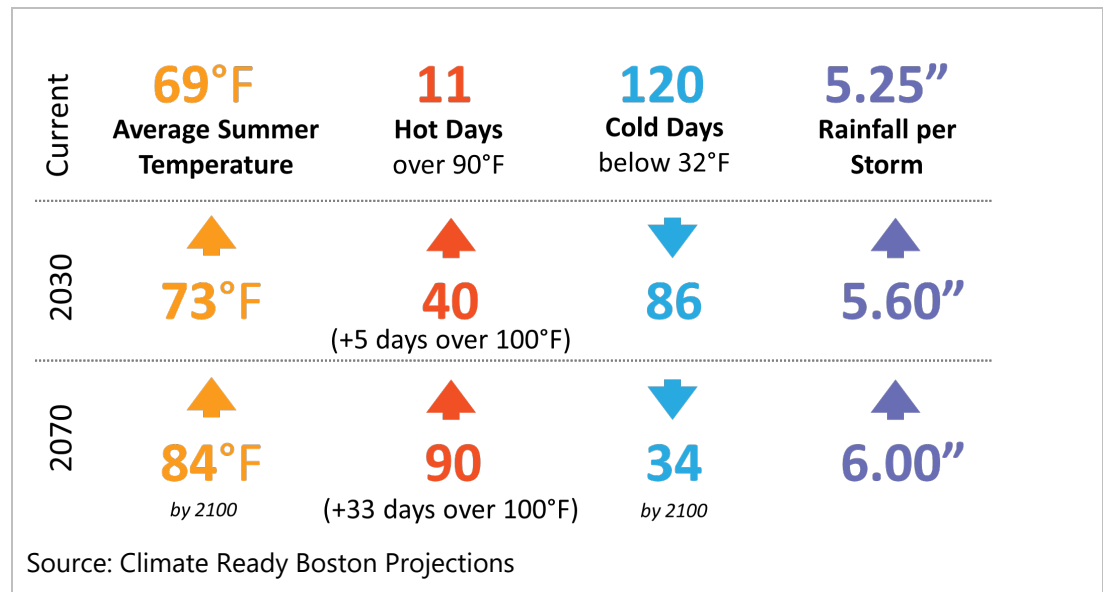 Current
69°F
Average Summer
Temperature
11
Hot Days
over 90°F
120
Cold Days
below 32°F
5.25”
Rainfall per
Storm
2030
73°F
40
(+5 days over 100°F)
86
5.60”
2070
84°F
by 2100
90
(+33 days over 100°F)
34
by 2100
6.00”
Source: Climate Ready Boston Projections